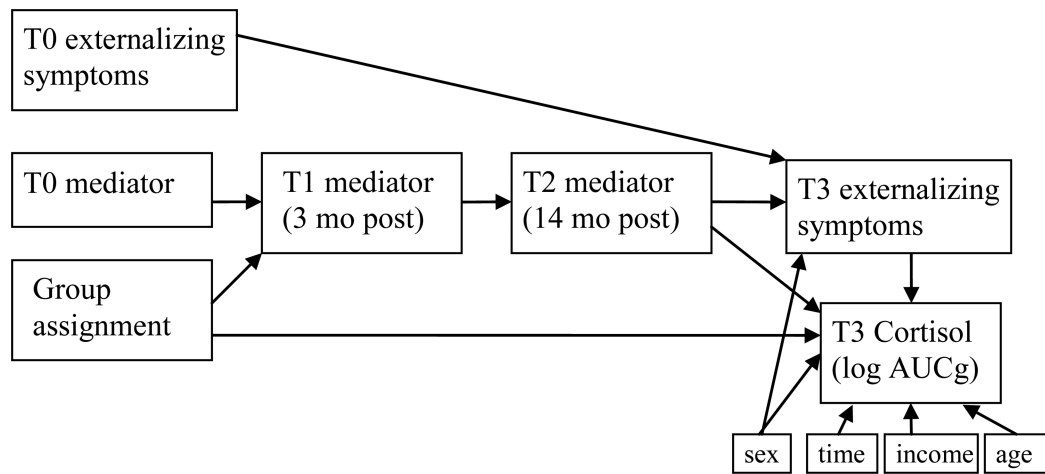 T0 externalizing
symptoms
T0 mediator
T1 mediator
(3 mo post)
T2 mediator
(14 mo post)
T3 externalizing
symptoms
Group
assignment
T3 Cortisol
(log AUCg)
sex
time
income
age